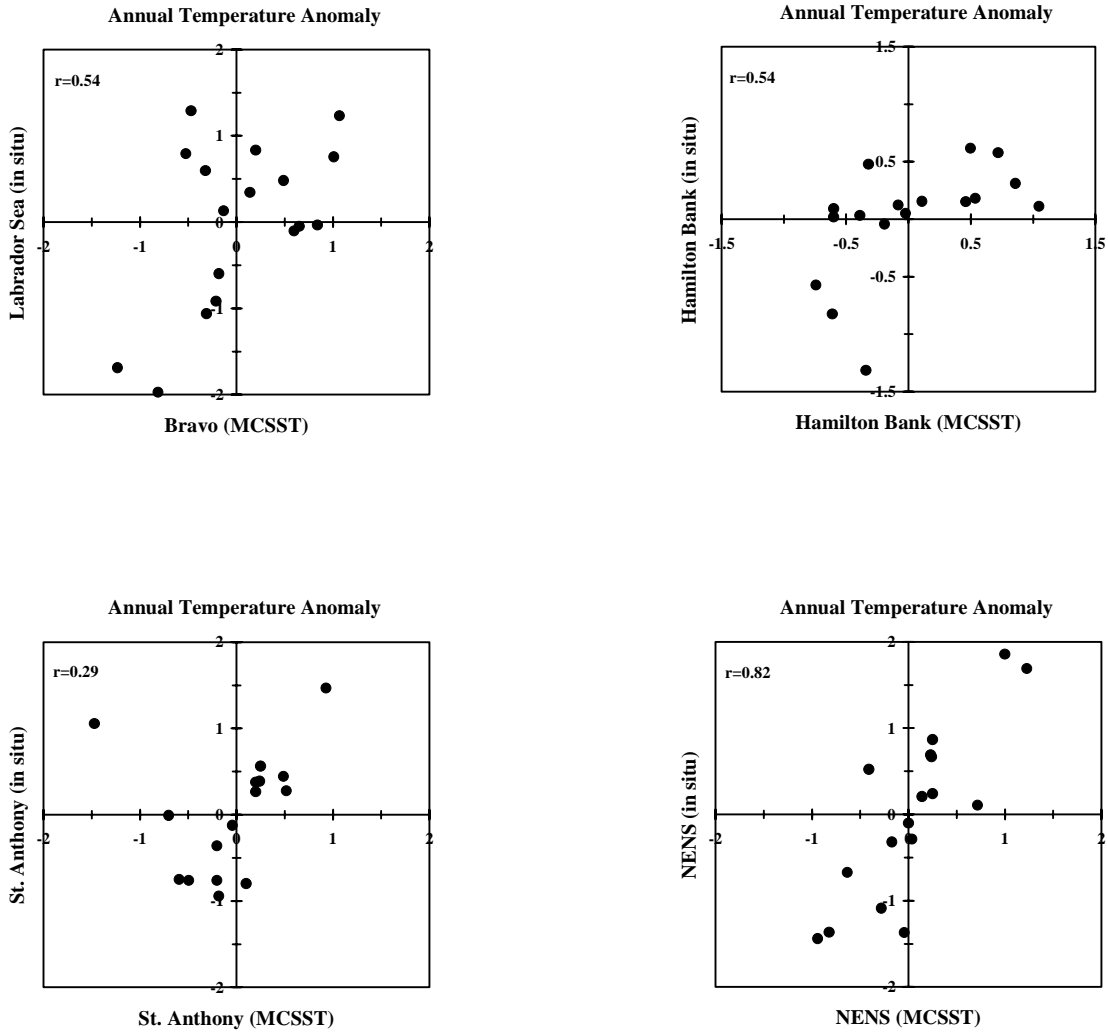 Annual Temperature Anomaly
r=0.54
2
1
0
-1
-2
-2
-1
1
2
Labrador Sea (in situ)
Bravo (MCSST)
Annual Temperature Anomaly
r=0.54
1.5
0.5
-0.5
-1.5
-1.5
-0.5
0.5
1.5
Hamilton Bank (in situ)
Hamilton Bank (MCSST)
Annual Temperature Anomaly
r=0.29
2
1
0
-1
-2
-2
-1
0
1
2
St. Anthony (in situ)
St. Anthony (MCSST)
Annual Temperature Anomaly
r=0.82
2
1
0
-1
-2
-2
-1
0
1
2
NENS (in situ)
NENS (MCSST)